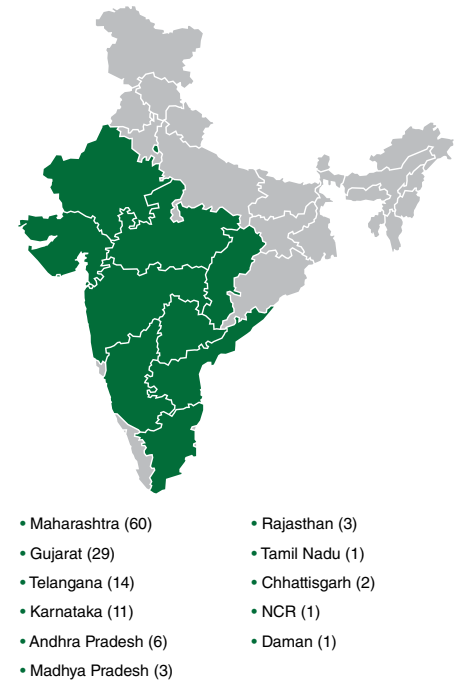 • Maharashtra (60)
• Gujarat (29)
• Telangana (14)
• Karnataka (11)
• Andhra Pradesh (6)
• Madhya Pradesh (3)
• Rajasthan (3)
• Tamil Nadu (1)
• Chhattisgarh (2)
• NCR (1)
• Daman (1)